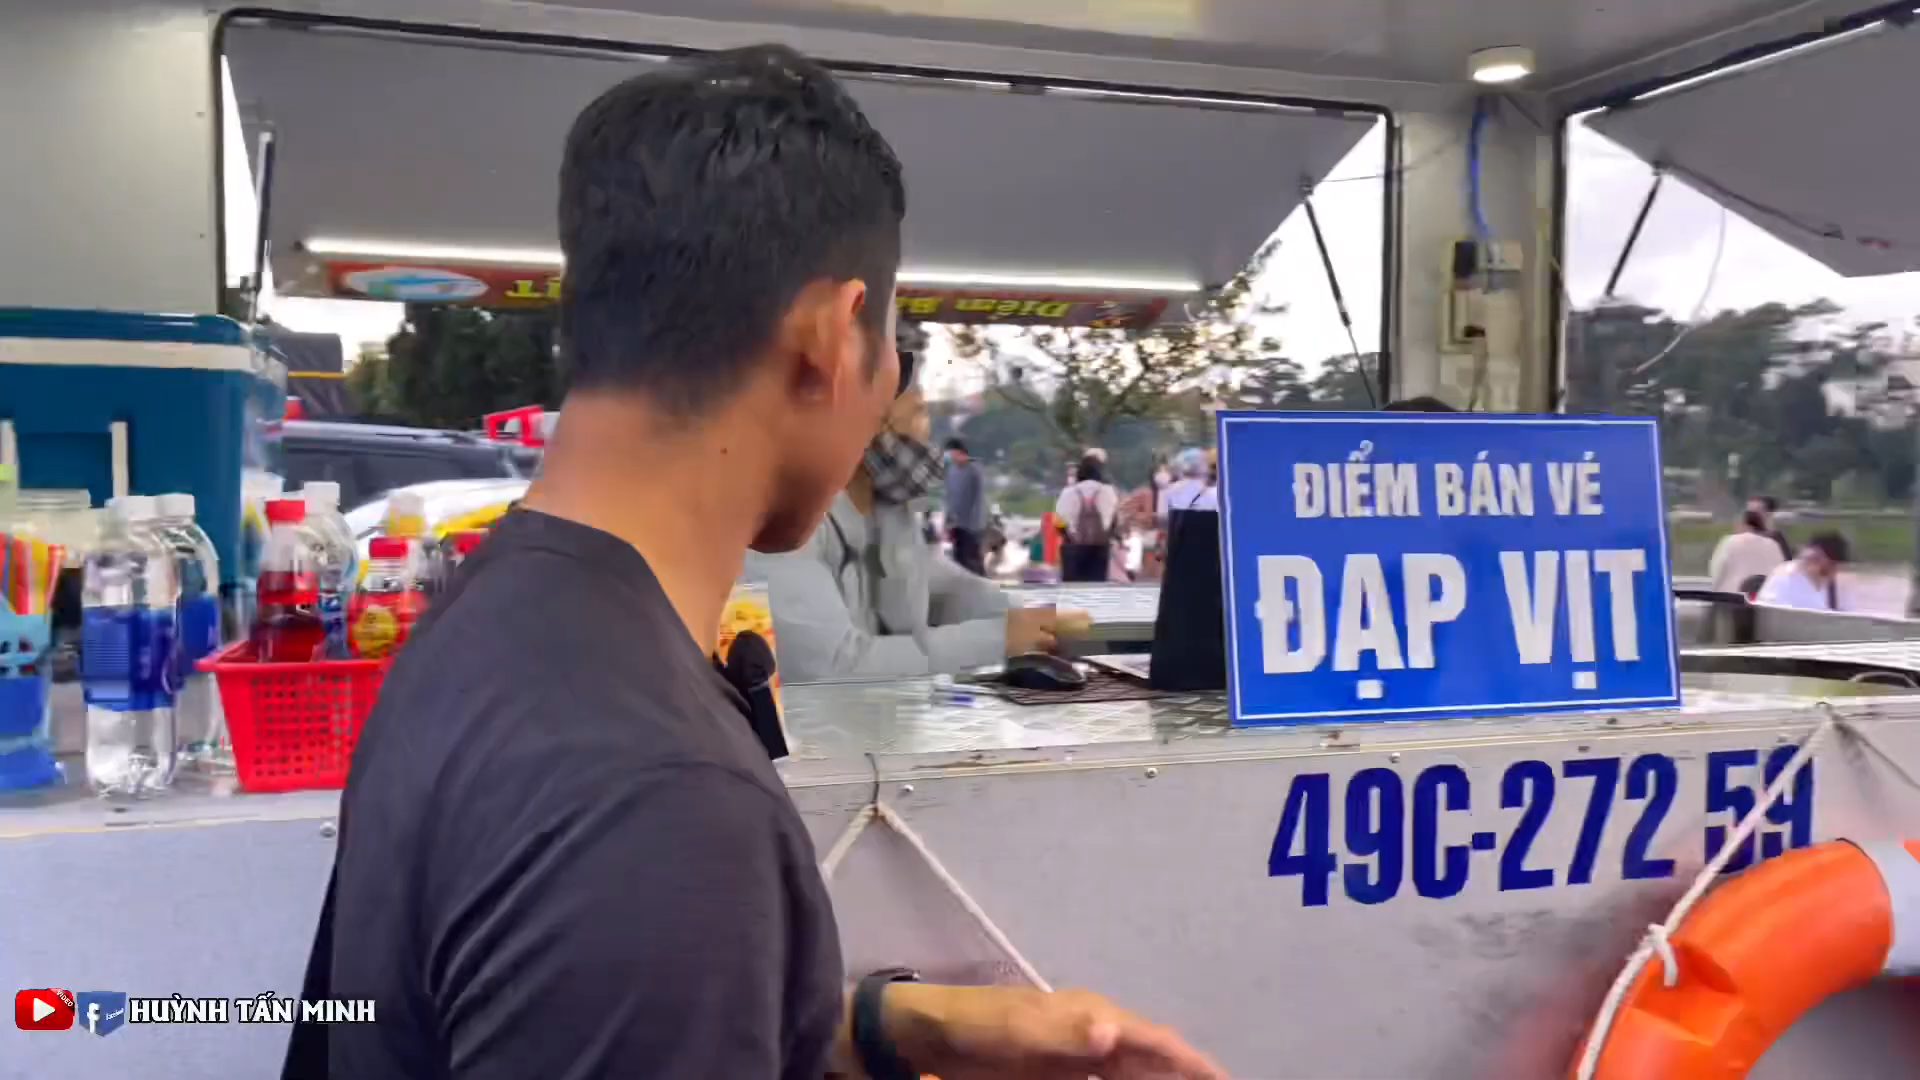 ĐIỂM BÁN VÉ
ĐẠP VỊT
49C-272 59
HUỲNH TẤN MINH